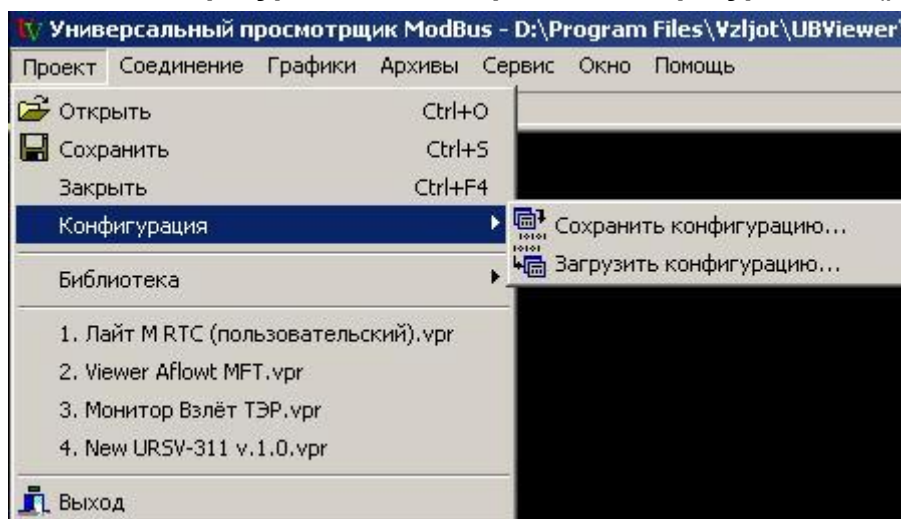 Универсальный просмотрщик ModBus - D:\Program Files\Vzljot\UBViewer\
Проект Соединение Графики Архивы Сервис Окно Помощь
Открыть Ctrl+O
Сохранить Ctrl+S
Закрыть Ctrl+F4
Конфигурация
Сохранить конфигурацию...
Загрузить конфигурацию...
Библиотека
1. Лайт М RTC (пользовательский).vpr
2. Viewer Aflowt MFT.vpr
3. Монитор Взлёт ТЭР.vpr
4. New URSV-311 v.1.0.vpr
Выход